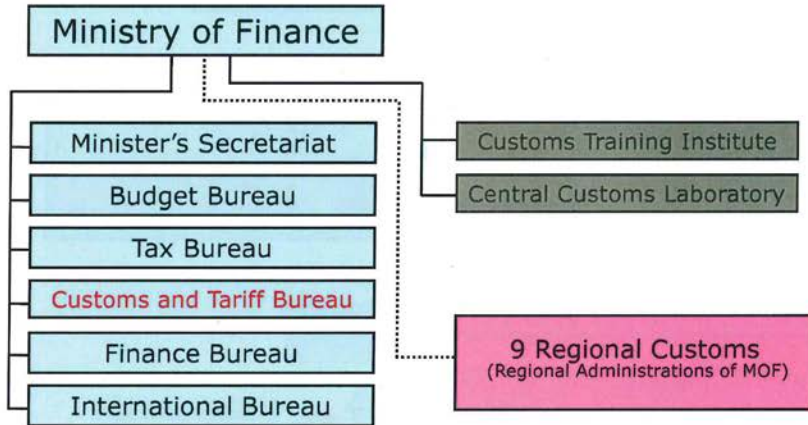 Ministry of Finance
Minister's Secretariat
Budget Bureau
Tax Bureau
Customs and Tariff Bureau
Finance Bureau
International Bureau
Customs Training Institute
Central Customs Laboratory
9 Regional Customs
(Regional Administrations of MOF)